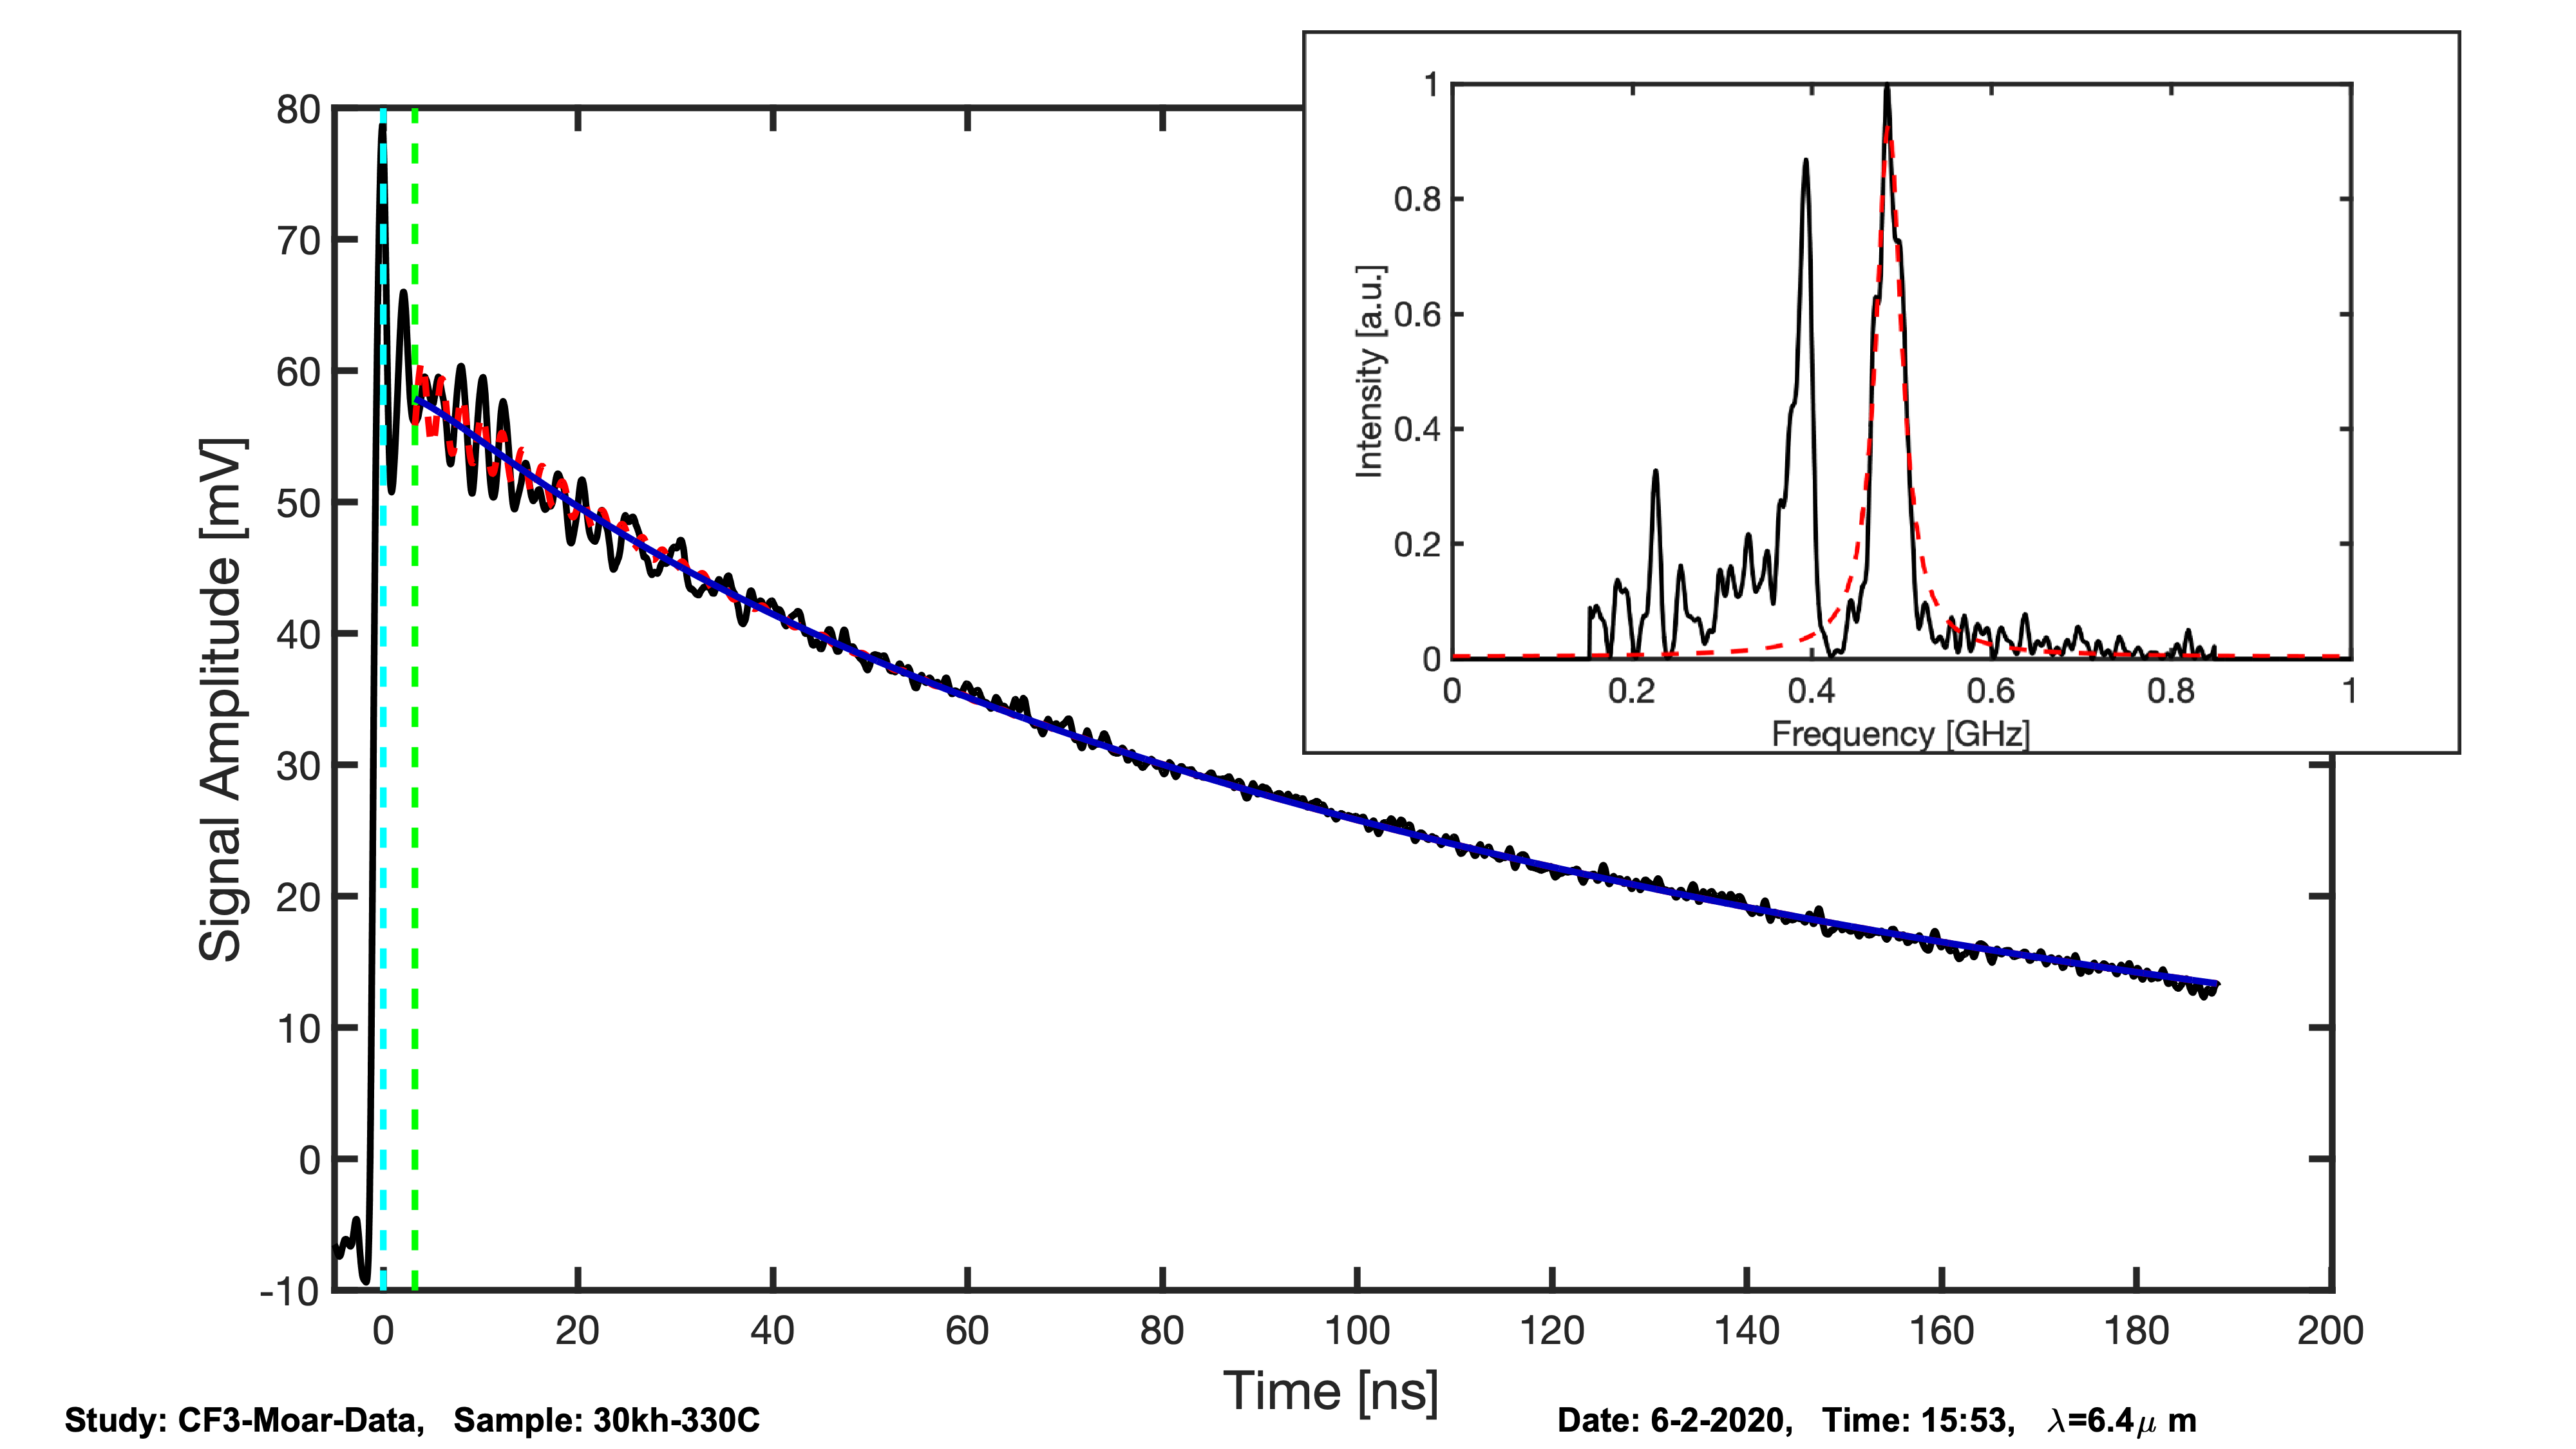 80
70
60
50
40
30
20
10
0
-10
Signal Amplitude [mV]
0 20 40 60 80 100 120 140 160 180 200
Time [ns]
1
0.8
0.6
0.4
0.2
0
Intensity [a.u.]
0 0.2 0.4 0.6 0.8 1
Frequency [GHz]
Study: CF3-Moar-Data, Sample: 30kh-330C
Date: 6-2-2020, Time: 15:53, λ=6.4μ m